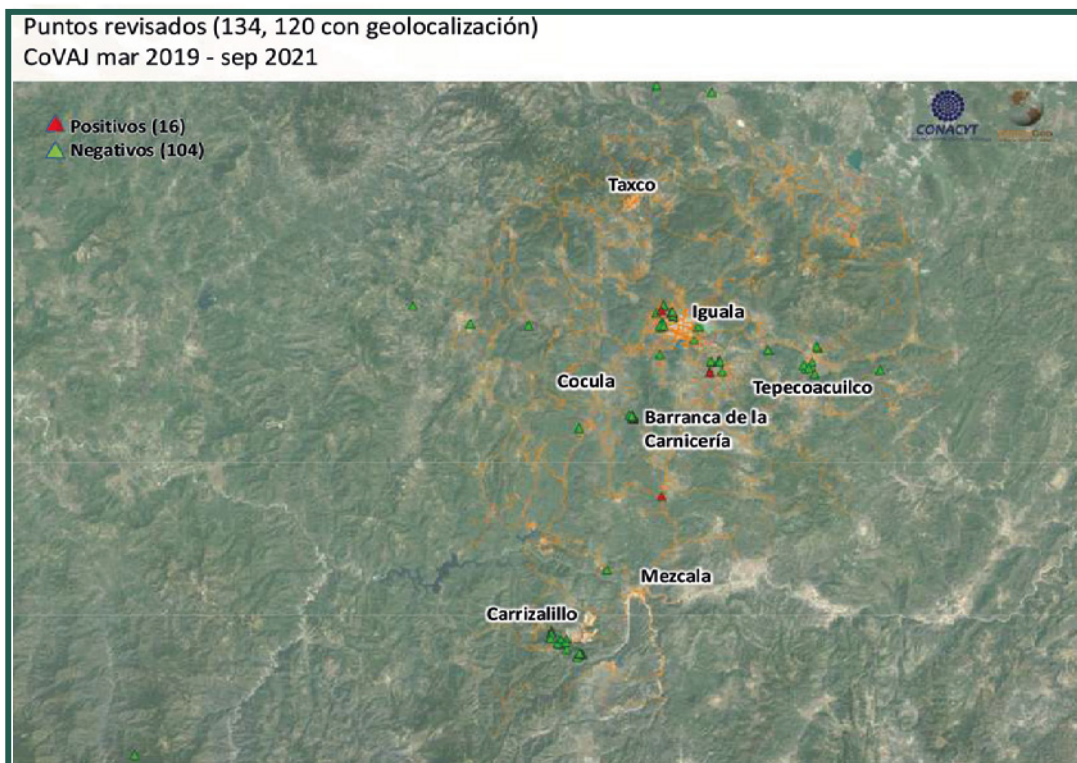 Puntos revisados (134, 120 con geolocalización)
CoVAJ mar 2019 - sep 2021
Positivos (16)
Negativos (104)
CONACYT
Taxco
Iguala
Cocula
Tepecoacuilco
Barranca de la
Carnicería
Mezcala
Carrizalillo